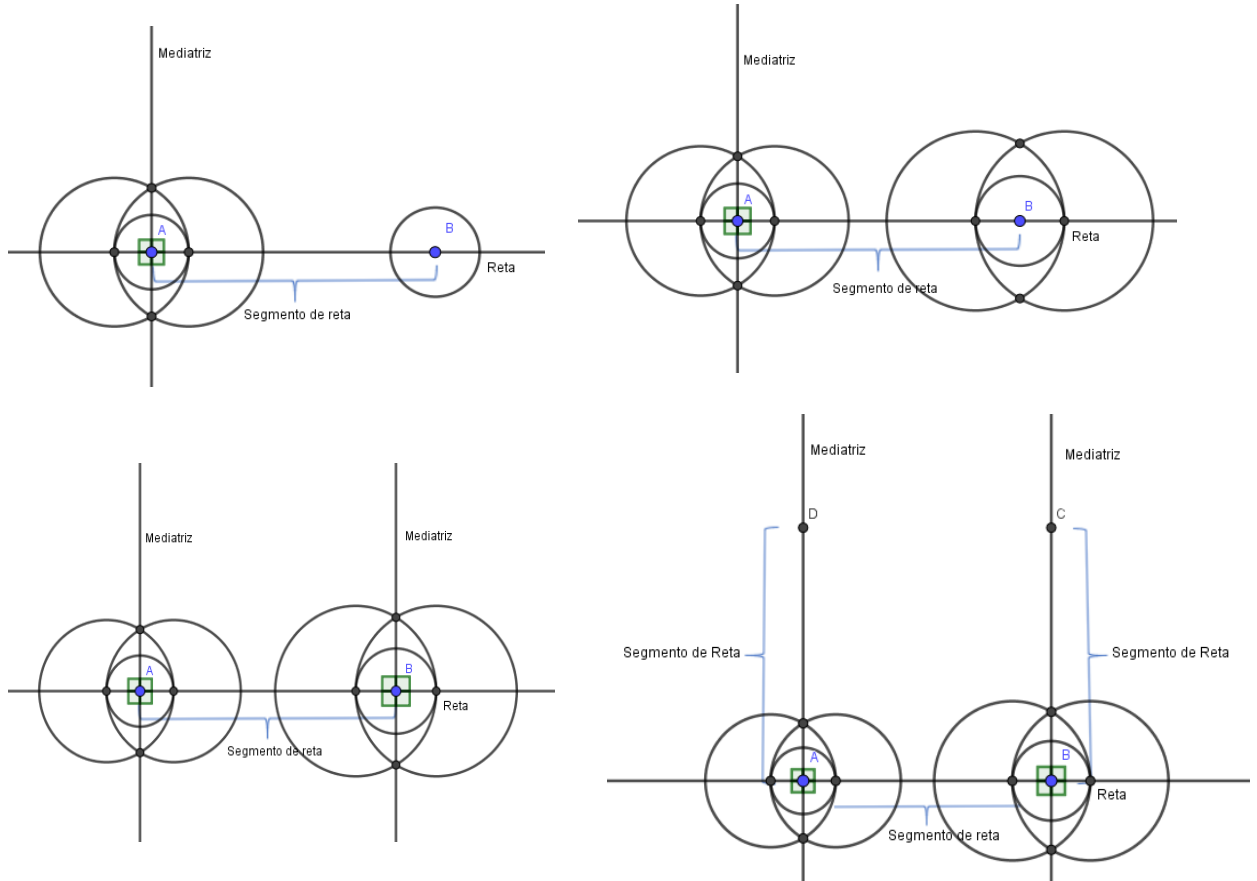 Mediatriz
A
B
Reta
Segmento de reta
Mediatriz
A
B
Reta
Segmento de reta
Mediatriz
Mediatriz
A
B
Reta
Segmento de reta
Mediatriz
Mediatriz
D
C
Segmento de Reta
Segmento de Reta
A
B
Reta
Segmento de reta